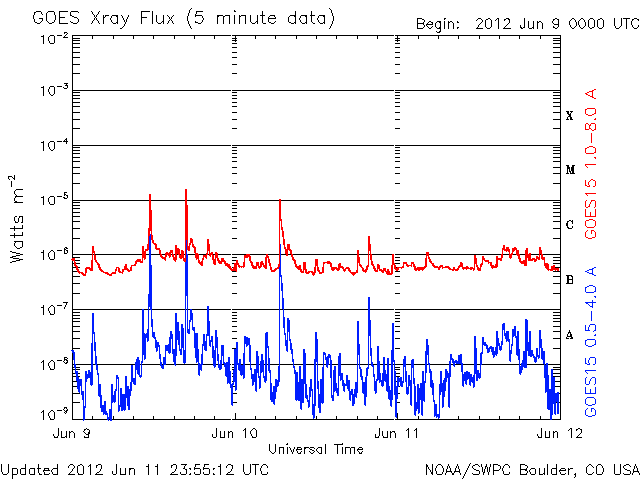 GOES Xray Flux (5 minute data)
Begin: 2012 Jun 9 0000 UTC
10⁻²
10⁻³
10⁻⁴
10⁻⁵
10⁻⁶
10⁻⁷
10⁻⁸
10⁻⁹
Watts m⁻²
X
M
C
B
A
GOES15 1.0-8.0 A
GOES15 0.5-4.0 A
Jun 9
Jun 10
Jun 11
Jun 12
Universal Time
Updated 2012 Jun 11 23:55:12 UTC
NOAA/SWPC Boulder, CO USA